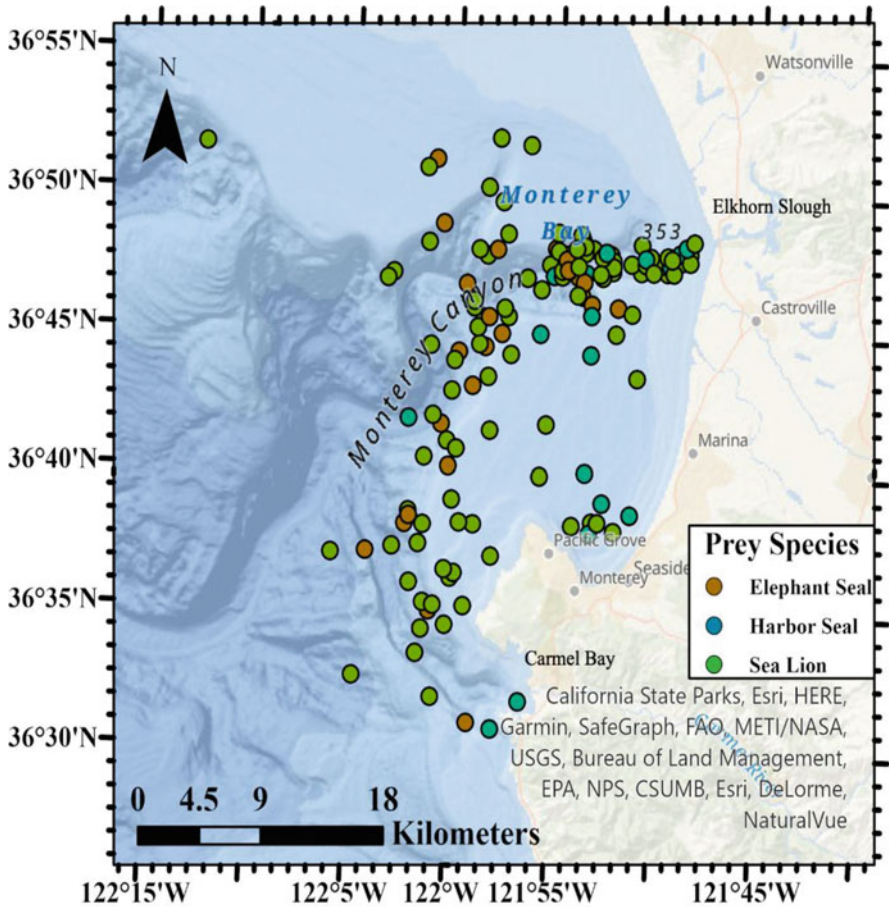 36°55'N
36°50'N
36°45'N
36°40'N
36°35'N
36°30'N
N
Watsonville
Monterey
Bay
Elkhorn Slough
353
Monterey Canyon
Castroville
Marina
Pacific Grove
Monterey
Seaside
Prey Species
Elephant Seal
Harbor Seal
Sea Lion
Carmel Bay
California State Parks, Esri, HERE,
Garmin, SafeGraph, FAO, METI/NASA,
USGS, Bureau of Land Management,
EPA, NPS, CSUMB, Esri, DeLorme,
NaturalVue
0 4.5 9 18
Kilometers
122°15'W 122°5'W 122°0'W 121°55'W 121°45'W